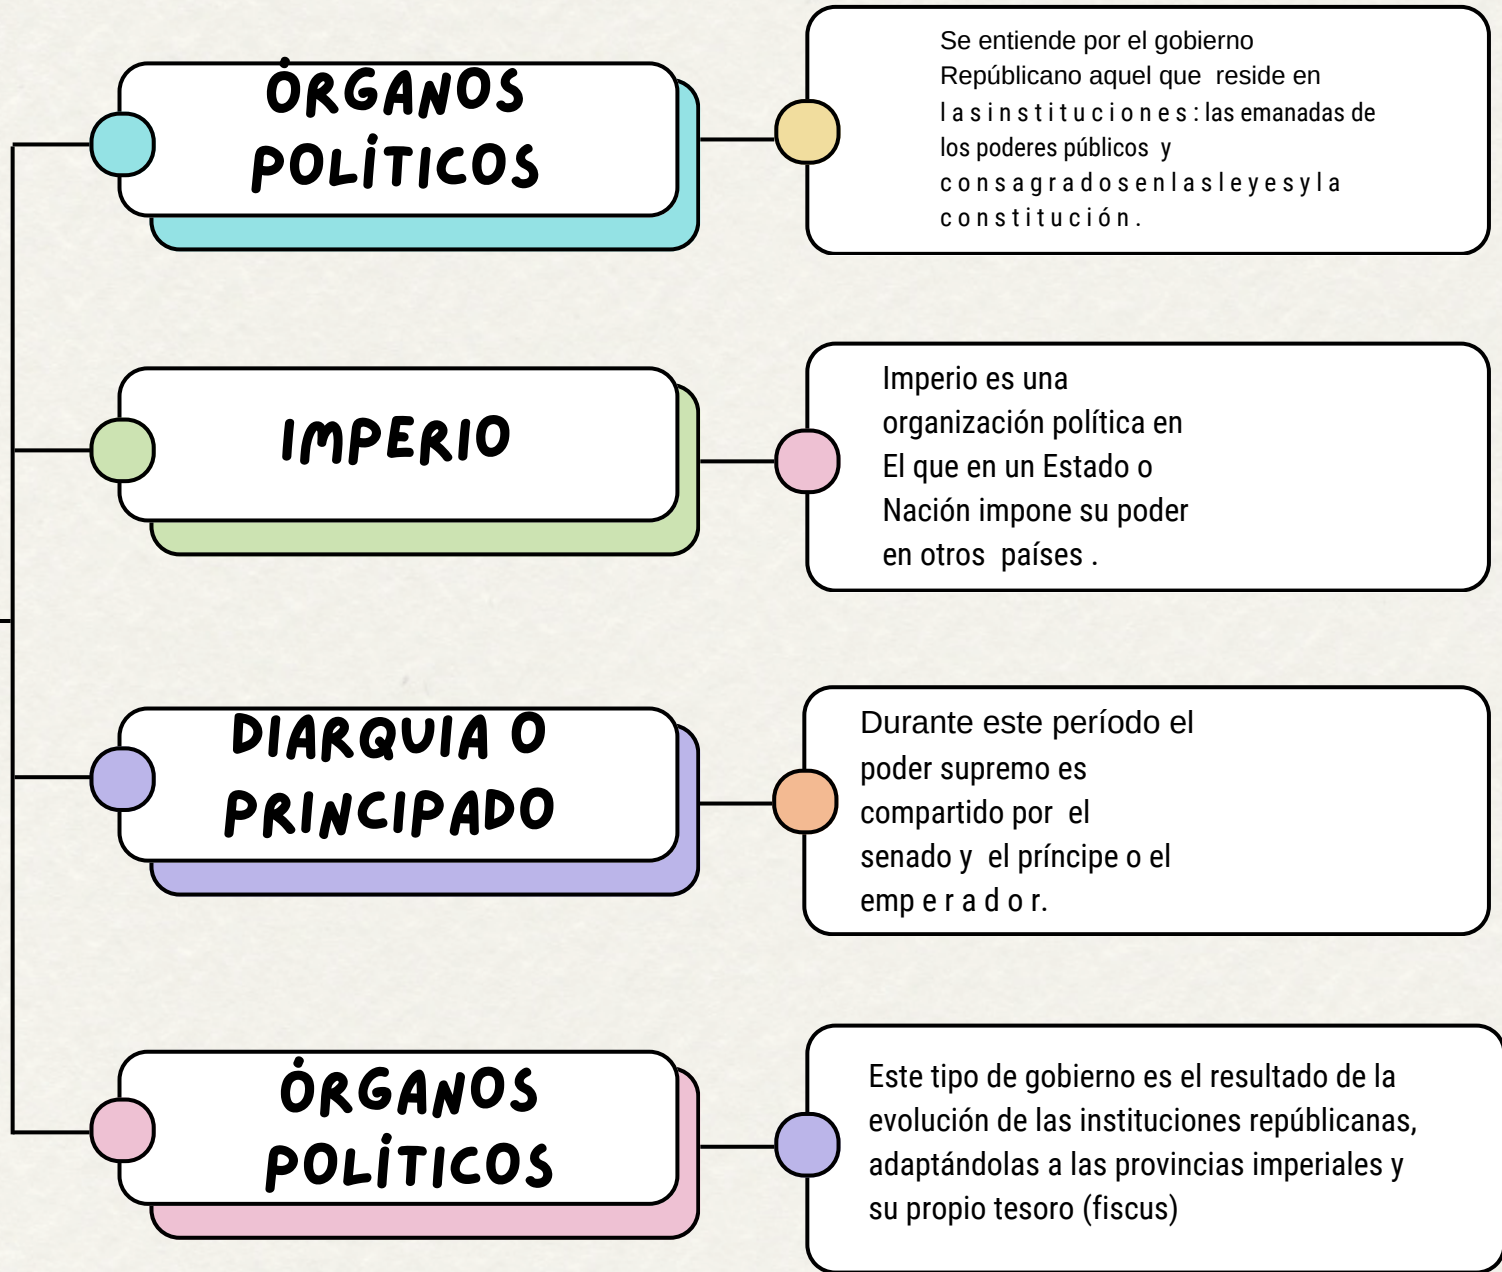 ÓRGANOS
POLÍTICOS
Se entiende por el gobierno
Repúblicano aquel que  reside en
l a s i n s t i t u c i o n e s : las emanadas de
los poderes públicos  y
c o n s a g r a d o s e n l a s l e y e s y l a
c o n s t i t u c i ó n .
IMPERIO
Imperio es una
organización política en
El que en un Estado o
Nación impone su poder
en otros  países .
DIARQUIA O
PRINCIPADO
Durante este período el
poder supremo es
compartido por  el
senado y  el príncipe o el
emp e r a d o r.
ÓRGANOS
POLÍTICOS
Este tipo de gobierno es el resultado de la
evolución de las instituciones repúblicanas,
adaptándolas a las provincias imperiales y
su propio tesoro (fiscus)